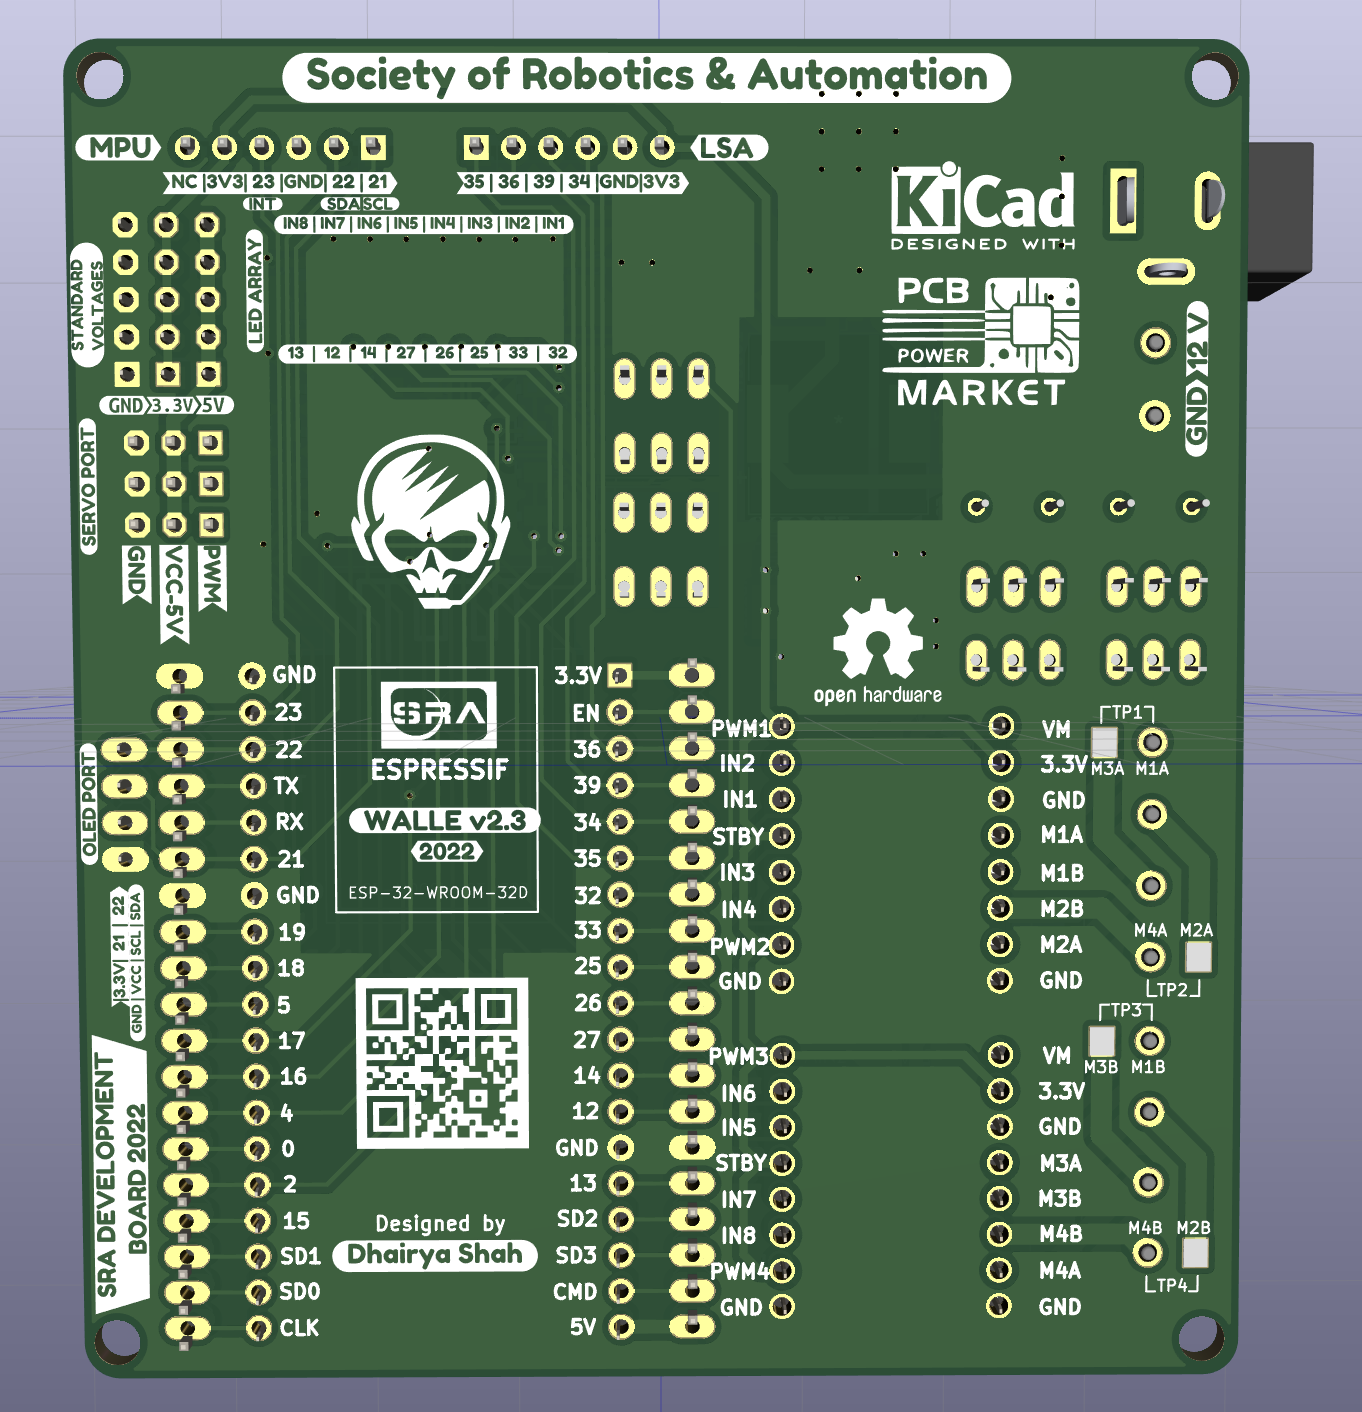 Society of Robotics & Automation
MPU
LSA
NC |3V3| 23 |GND| 22 | 21
35 | 36 | 39 | 34 |GND|3V3
INT
SDA|SCL
IN8 | IN7 | IN6 | IN5 | IN4 | IN3 | IN2 | IN1
LED ARRAY
13 | 12 | 14 | 27 | 26 | 25 | 33 | 32
STANDARD
VOLTAGES
GND 3.3V 5V
SERVO PORT
GND
VCC-5V
PWM
KiCad
DESIGNED WITH
PCB
POWER
MARKET
GND 12 V
open hardware
GND
23
22
TX
RX
21
GND
19
18
5
17
16
4
0
2
15
SD1
SD0
CLK
OLED PORT
3.3V| 21 | 22
GND|VCC|SCL|SDA
SRA DEVELOPMENT
BOARD 2022
SRA
ESPRESSIF
WALLE v2.3
2022
ESP-32-WROOM-32D
Designed by
Dhairya Shah
3.3V
EN
36
39
34
35
32
33
25
26
27
14
12
GND
13
SD2
SD3
CMD
5V
PWM1
IN2
IN1
STBY
IN3
IN4
PWM2
GND
VM
3.3V
GND
M1A
M1B
M2B
M2A
GND
TP1
M3A M1A
M4A M2A
TP2
TP3
M3B M1B
PWM3
IN6
IN5
STBY
IN7
IN8
PWM4
GND
VM
3.3V
GND
M3A
M3B
M4B
M4A
GND
M4B M2B
TP4